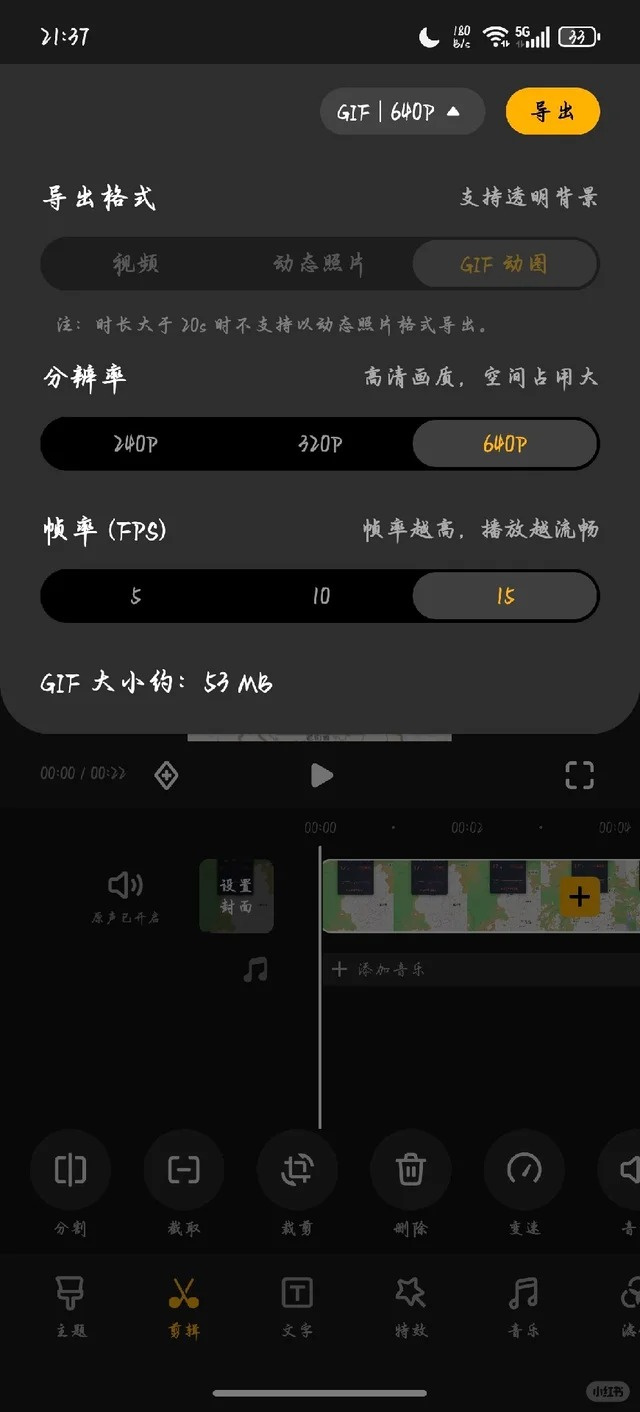 21:37
180 B/s 5G 33
GIF | 640P 导出
导出格式 支持透明背景
视频 动态照片 GIF 动图
注：时长大于 20s 时不支持以动态照片格式导出。
分辨率 高清画质，空间占用大
240P 320P 640P
帧率 (FPS) 帧率越高，播放越流畅
5 10 15
GIF 大小约：53 MB
00:00 / 00:22
00:00 00:02 00:04
设置
封面
原声已开启
添加音乐
分割 截取 裁剪 删除 变速 音
主题 剪辑 文字 特效 音乐
小红书